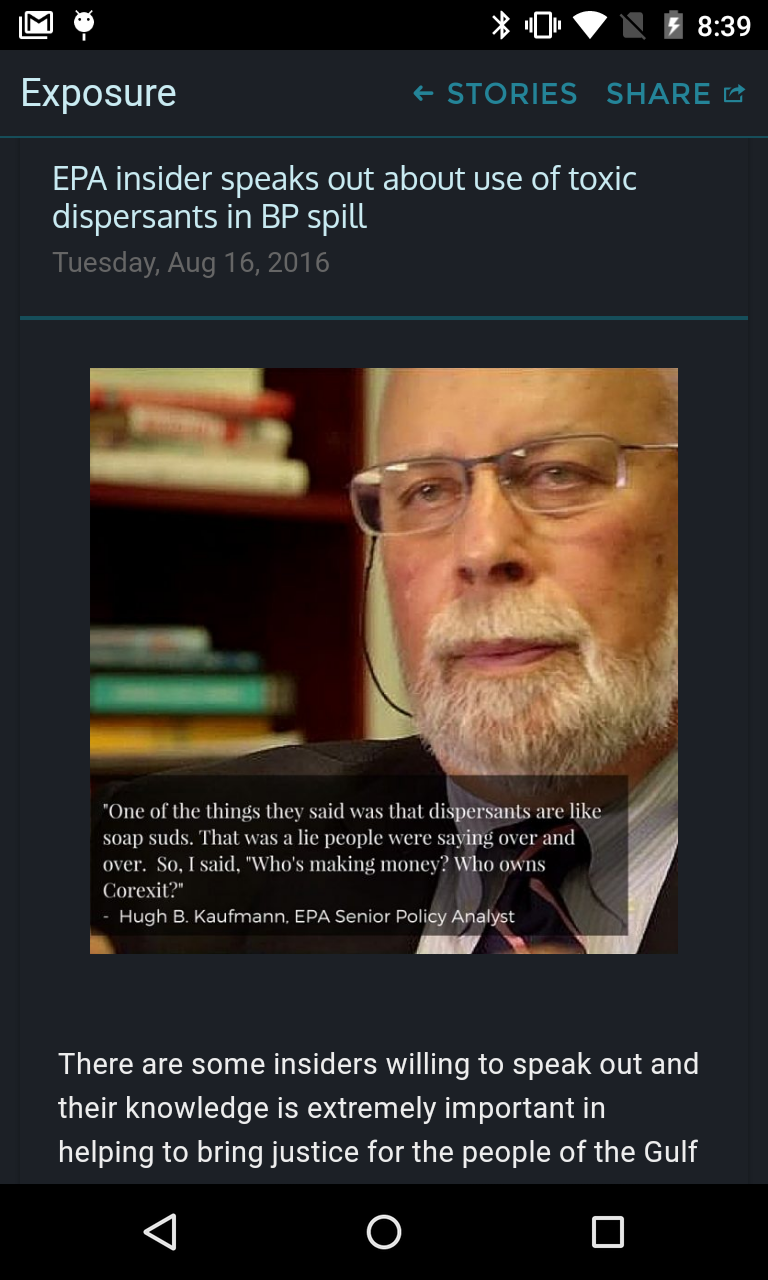 8:39
Exposure
← STORIES SHARE
EPA insider speaks out about use of toxic
dispersants in BP spill
Tuesday, Aug 16, 2016
"One of the things they said was that dispersants are like
soap suds. That was a lie people were saying over and
over.  So, I said, "Who's making money? Who owns
Corexit?"
-  Hugh B. Kaufmann, EPA Senior Policy Analyst
There are some insiders willing to speak out and
their knowledge is extremely important in
helping to bring justice for the people of the Gulf